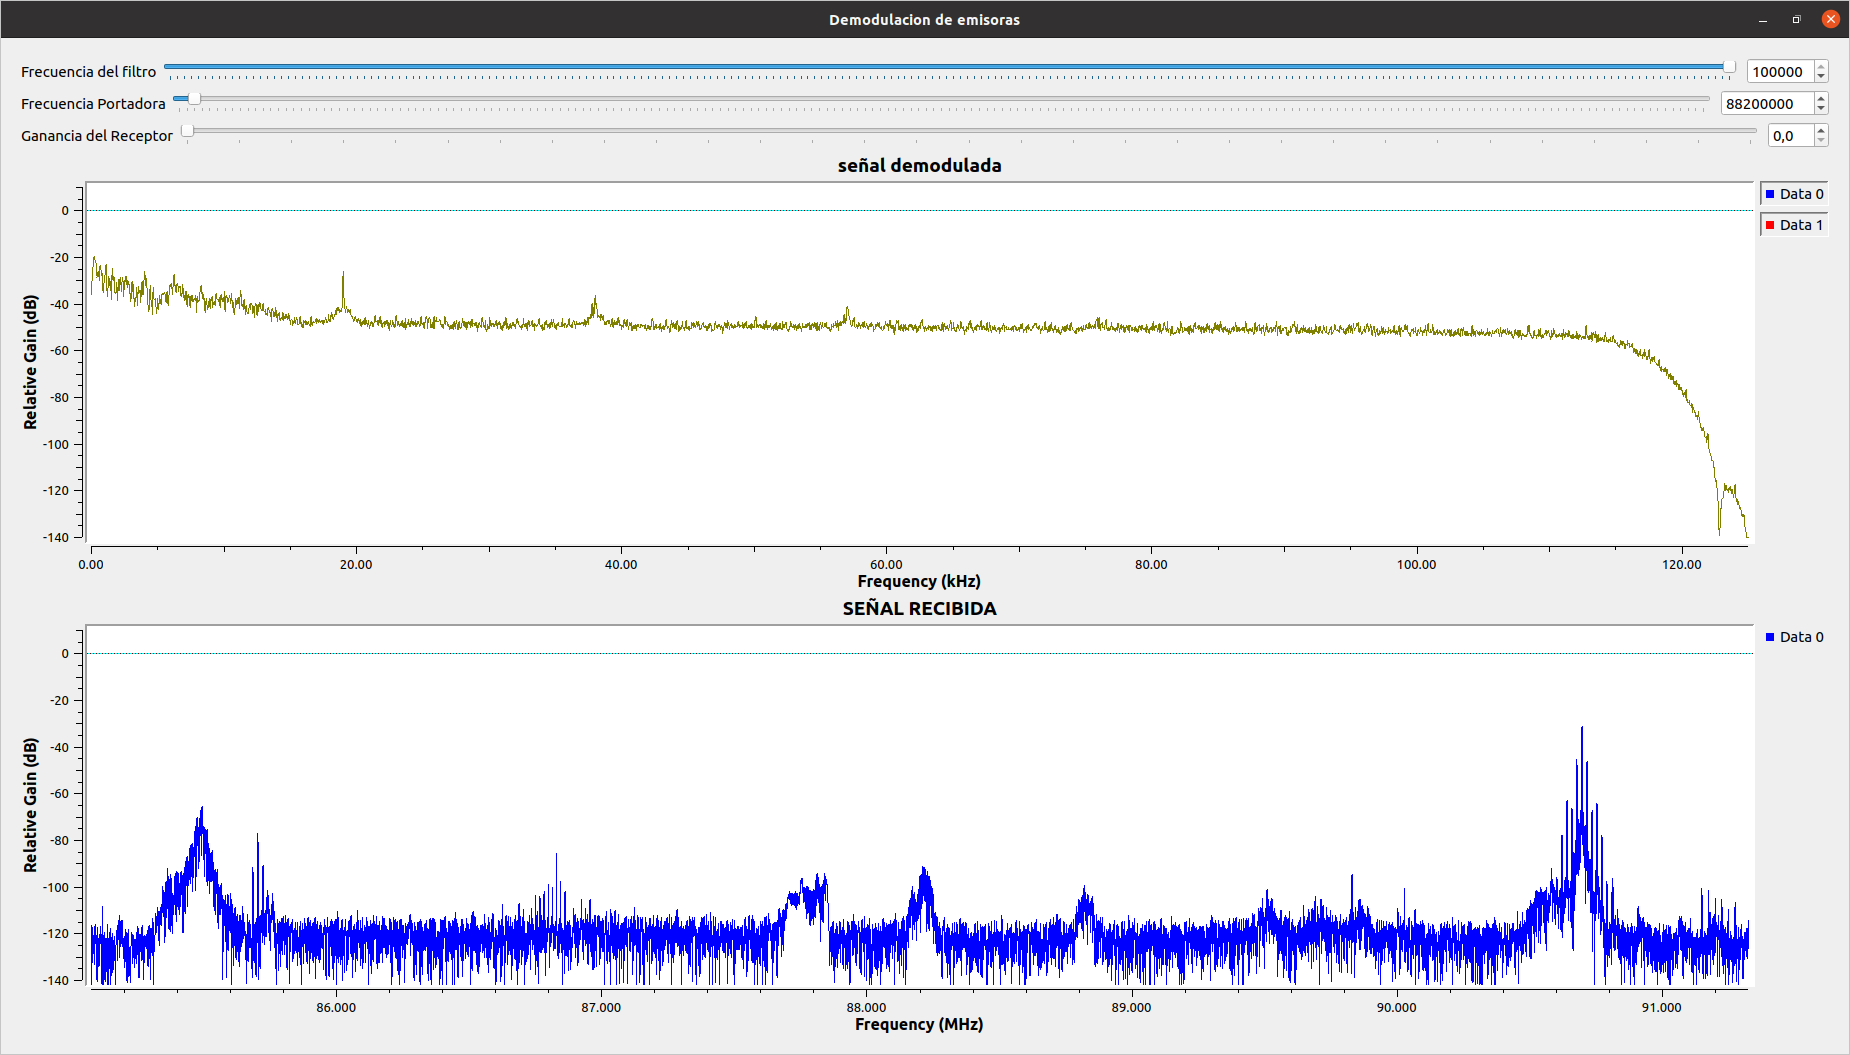 Demodulacion de emisoras
Frecuencia del filtro 100000
Frecuencia Portadora 88200000
Ganancia del Receptor 0,0
señal demodulada
Data 0
Data 1
Relative Gain (dB)
0
-20
-40
-60
-80
-100
-120
-140
0.00 20.00 40.00 60.00 80.00 100.00 120.00
Frequency (kHz)
SEÑAL RECIBIDA
Data 0
Relative Gain (dB)
0
-20
-40
-60
-80
-100
-120
-140
86.000 87.000 88.000 89.000 90.000 91.000
Frequency (MHz)